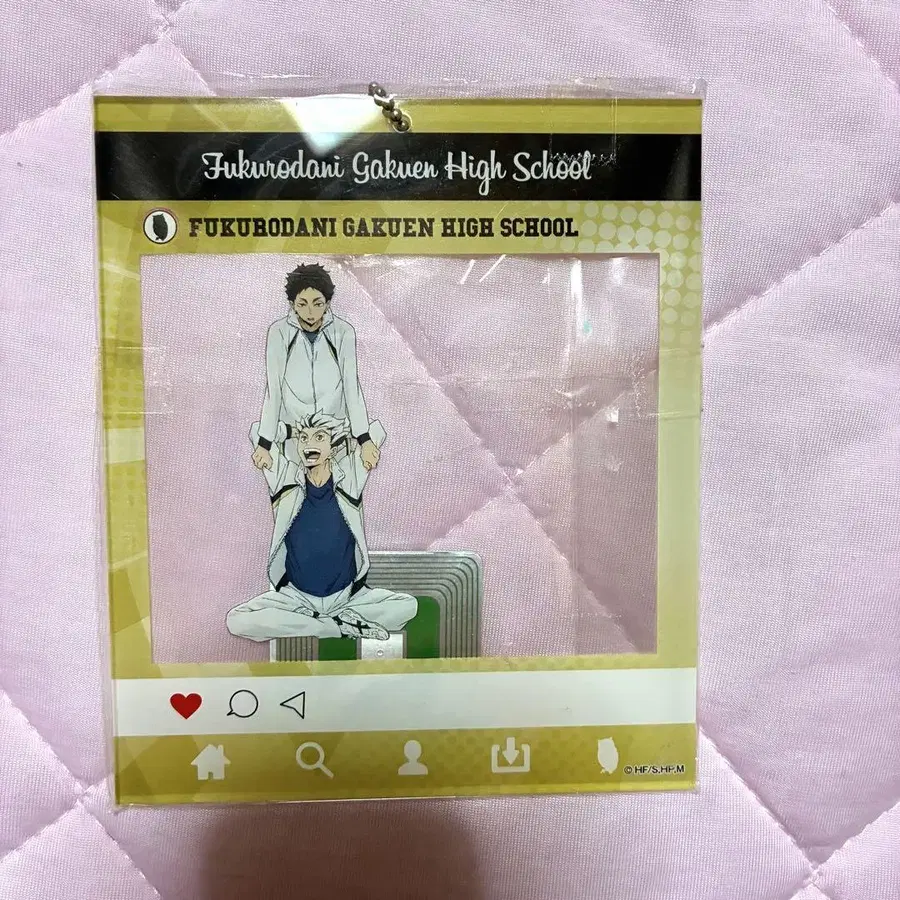 Fukurodani Gakuen High School
FUKURODANI GAKUEN HIGH SCHOOL
© HF/S,HP,M